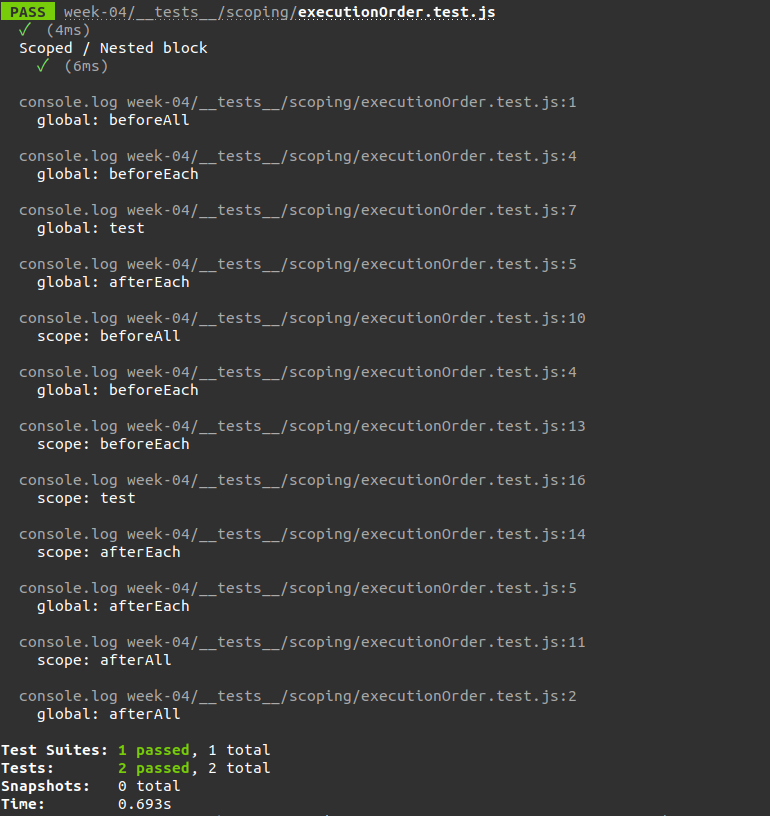 PASS week-04/__tests__/scoping/executionOrder.test.js
✓ (4ms)
Scoped / Nested block
✓ (6ms)
console.log week-04/__tests__/scoping/executionOrder.test.js:1
global: beforeAll
console.log week-04/__tests__/scoping/executionOrder.test.js:4
global: beforeEach
console.log week-04/__tests__/scoping/executionOrder.test.js:7
global: test
console.log week-04/__tests__/scoping/executionOrder.test.js:5
global: afterEach
console.log week-04/__tests__/scoping/executionOrder.test.js:10
scope: beforeAll
console.log week-04/__tests__/scoping/executionOrder.test.js:4
global: beforeEach
console.log week-04/__tests__/scoping/executionOrder.test.js:13
scope: beforeEach
console.log week-04/__tests__/scoping/executionOrder.test.js:16
scope: test
console.log week-04/__tests__/scoping/executionOrder.test.js:14
scope: afterEach
console.log week-04/__tests__/scoping/executionOrder.test.js:5
global: afterEach
console.log week-04/__tests__/scoping/executionOrder.test.js:11
scope: afterAll
console.log week-04/__tests__/scoping/executionOrder.test.js:2
global: afterAll
Test Suites: 1 passed, 1 total
Tests: 2 passed, 2 total
Snapshots: 0 total
Time: 0.693s